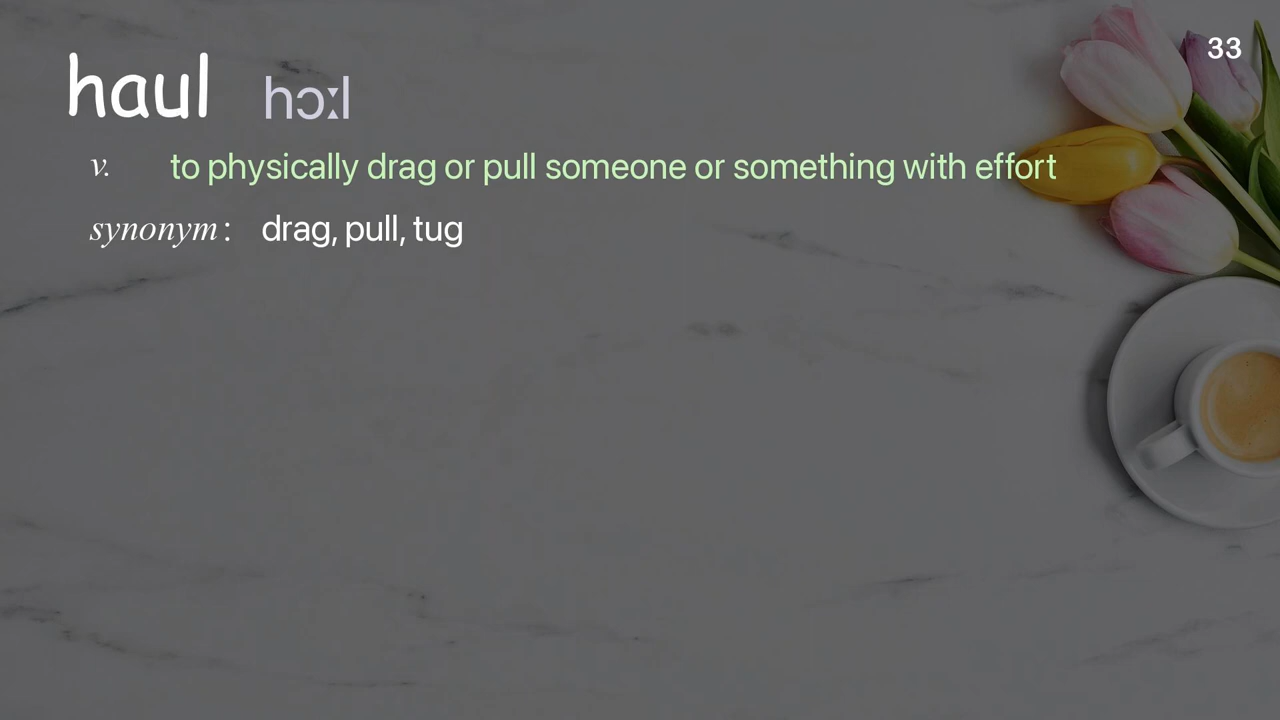 33
haul hɔːl
v. to physically drag or pull someone or something with effort
synonym : drag, pull, tug